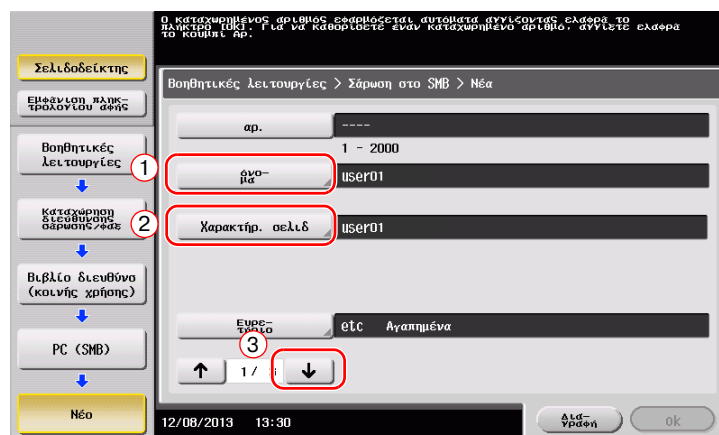 Ο καταχωρημένος αριθμός εφαρμόζεται αυτόματα αγγίζοντας ελαφρά το
πλήκτρο [OK]. Για να καθορίσετε έναν καταχωρημένο αριθμό, αγγίξτε ελαφρά
το κουμπί Αρ.
Σελιδοδείκτης
Εμφάνιση πληκ-
τρολογίου αφής
Βοηθητικές λειτουργίες > Σάρωση στο SMB > Νέα
αρ.
----
1 - 2000
Βοηθητικές
λειτουργίες
1
όνο-
μα
user01
Καταχώρηση
διεύθυνσης
σάρωσης/φαξ
2
Χαρακτήρ. σελιδ
user01
Βιβλίο διευθύνσ
(κοινής χρήσης)
Ευρε-
τήριο
etc Αγαπημένα
PC (SMB)
3
↑ 1/ ↓
Νέο
12/08/2013 13:30
Δια-
γραφή
ok